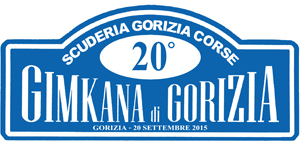 SCUDERIA GORIZIA CORSE
20°
GIMKANA di GORIZIA
GORIZIA - 20 SETTEMBRE 2015